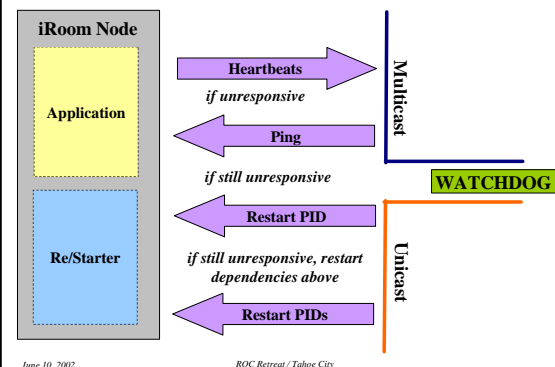 iRoom Node
Application
Re/Starter
Heartbeats
if unresponsive
Ping
if still unresponsive
Restart PID
if still unresponsive, restart
dependencies above
Restart PIDs
Multicast
WATCHDOG
Unicast
June 10, 2002
ROC Retreat / Tahoe City